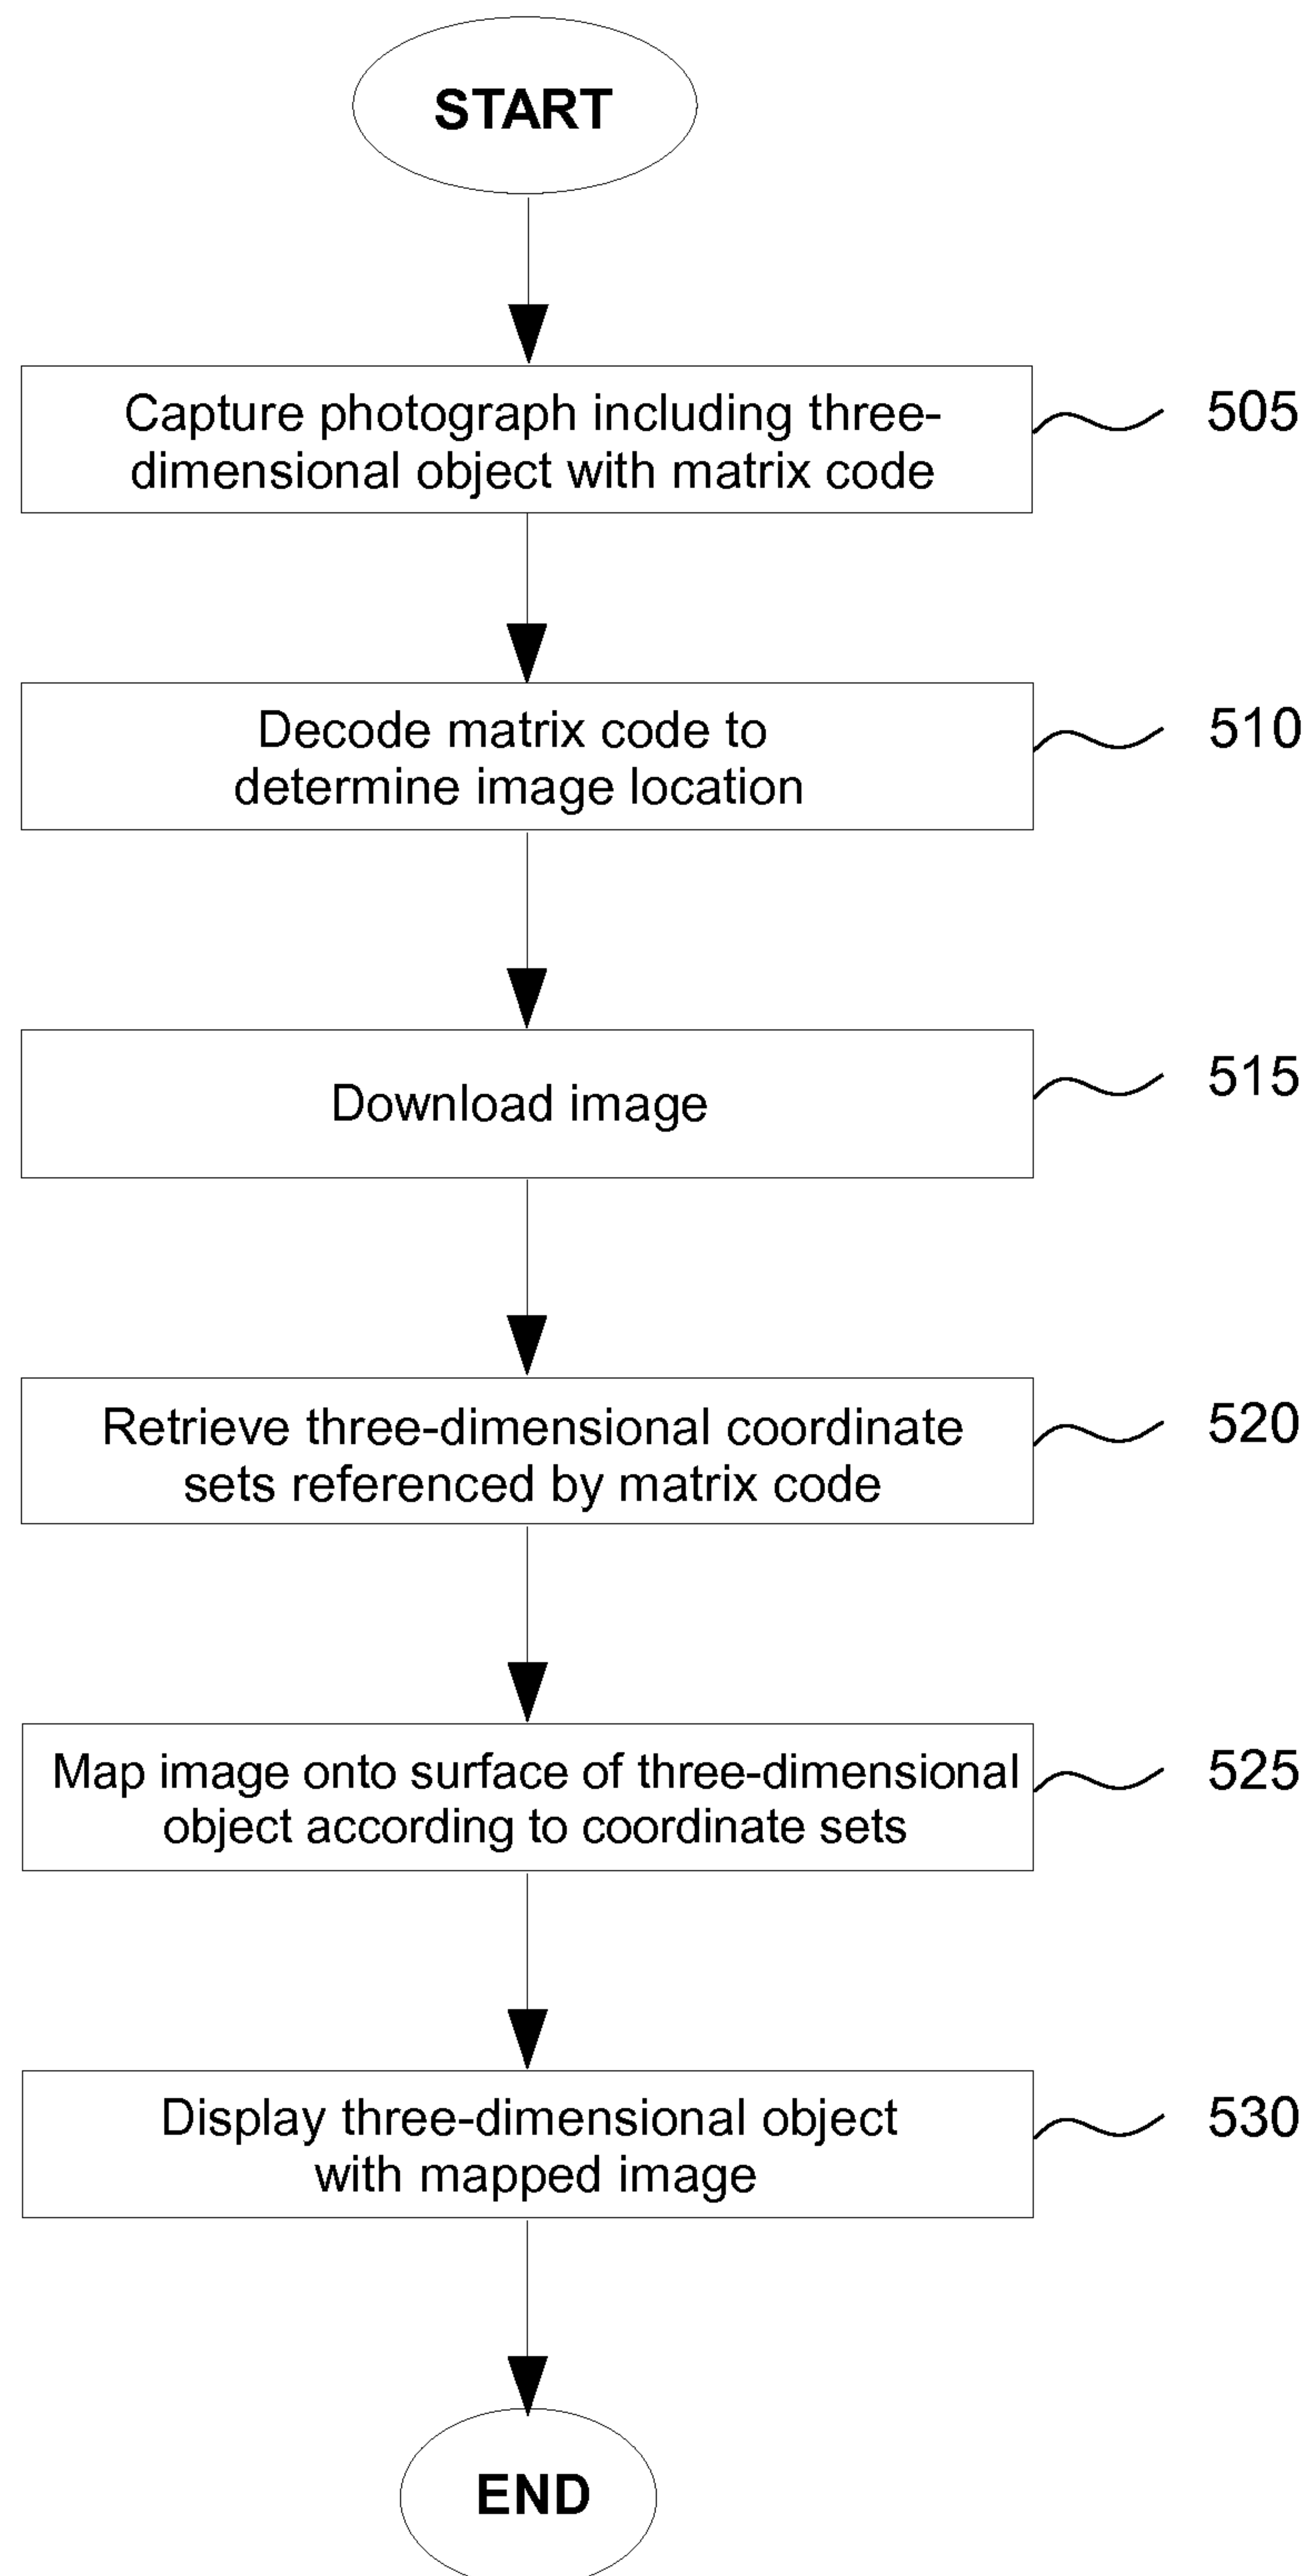 START
Capture photograph including three-
dimensional object with matrix code
505
Decode matrix code to
determine image location
510
Download image
515
Retrieve three-dimensional coordinate
sets referenced by matrix code
520
Map image onto surface of three-dimensional
object according to coordinate sets
525
Display three-dimensional object
with mapped image
530
END